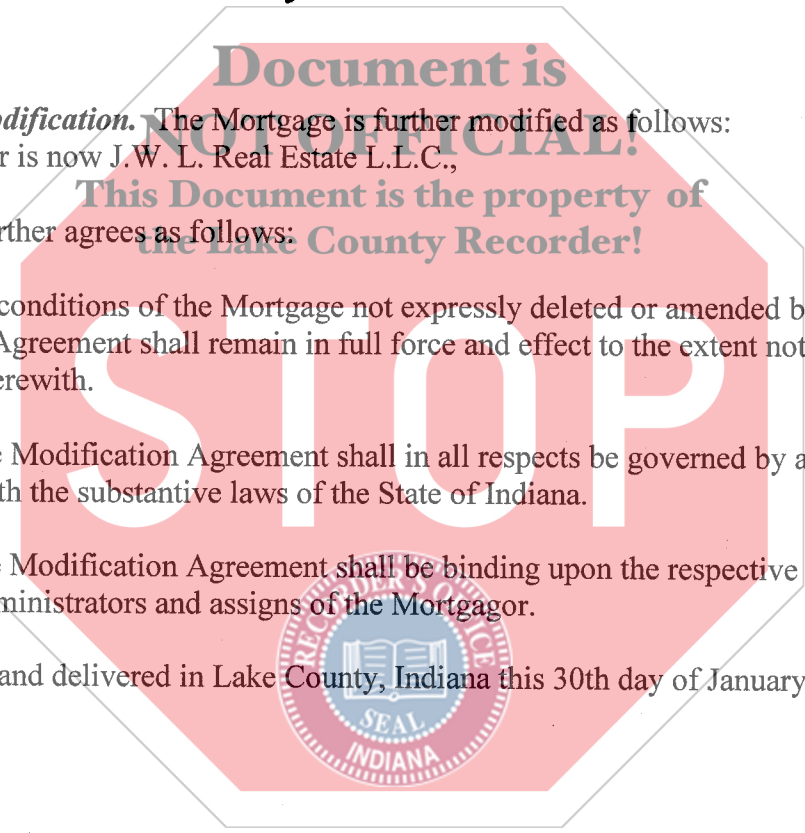 Document is
odification. The Mortgage is further modified as follows:
NOT OFFICIAL!
r is now J.W. L. Real Estate L.L.C.,
This Document is the property of
rther agrees as follows:
the Lake County Recorder!
conditions of the Mortgage not expressly deleted or amended b
Agreement shall remain in full force and effect to the extent not
erewith.
STOP
e Modification Agreement shall in all respects be governed by a
th the substantive laws of the State of Indiana.
e Modification Agreement shall be binding upon the respective
ministrators and assigns of the Mortgagor.
and delivered in Lake County, Indiana this 30th day of January
RECORDER'S OFFICE
SEAL
INDIANA